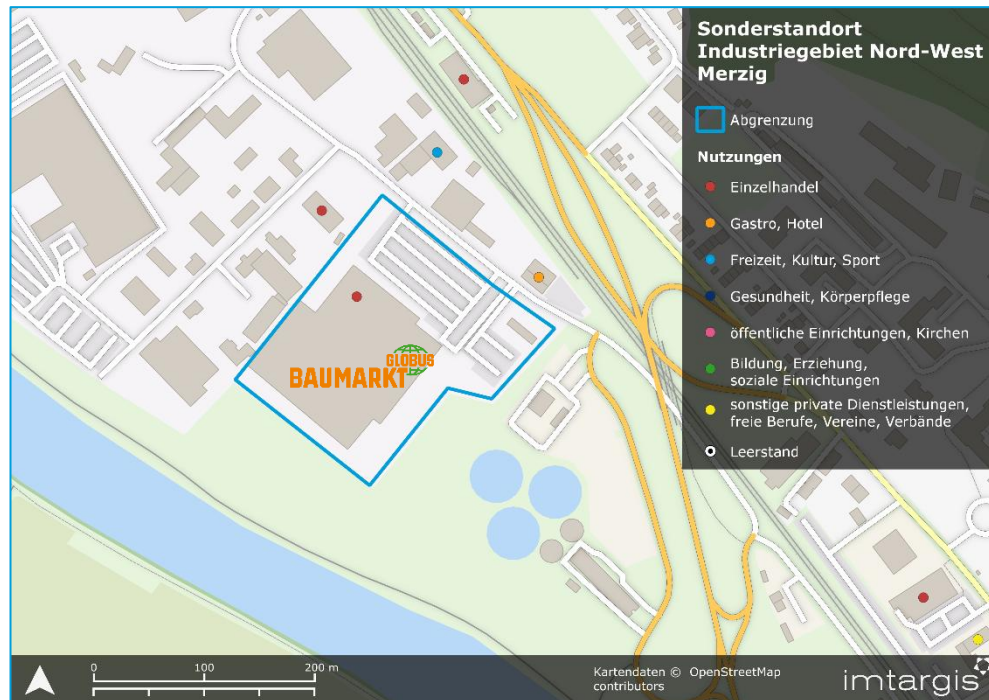 Sonderstandort
Industriegebiet Nord-West
Merzig
Abgrenzung
Nutzungen
Einzelhandel
Gastro, Hotel
Freizeit, Kultur, Sport
Gesundheit, Körperpflege
öffentliche Einrichtungen, Kirchen
Bildung, Erziehung,
soziale Einrichtungen
sonstige private Dienstleistungen,
freie Berufe, Vereine, Verbände
Leerstand
GLOBUS
BAUMARKT
0 100 200 m
Kartendaten © OpenStreetMap
contributors
imtargis